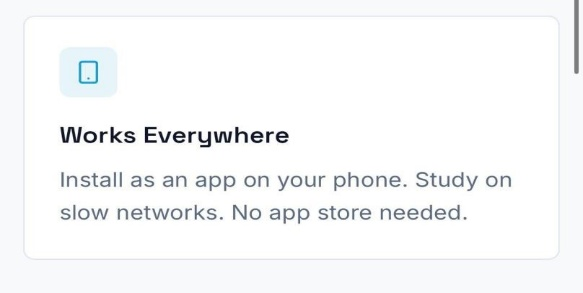 Works Everywhere
Install as an app on your phone. Study on
slow networks. No app store needed.